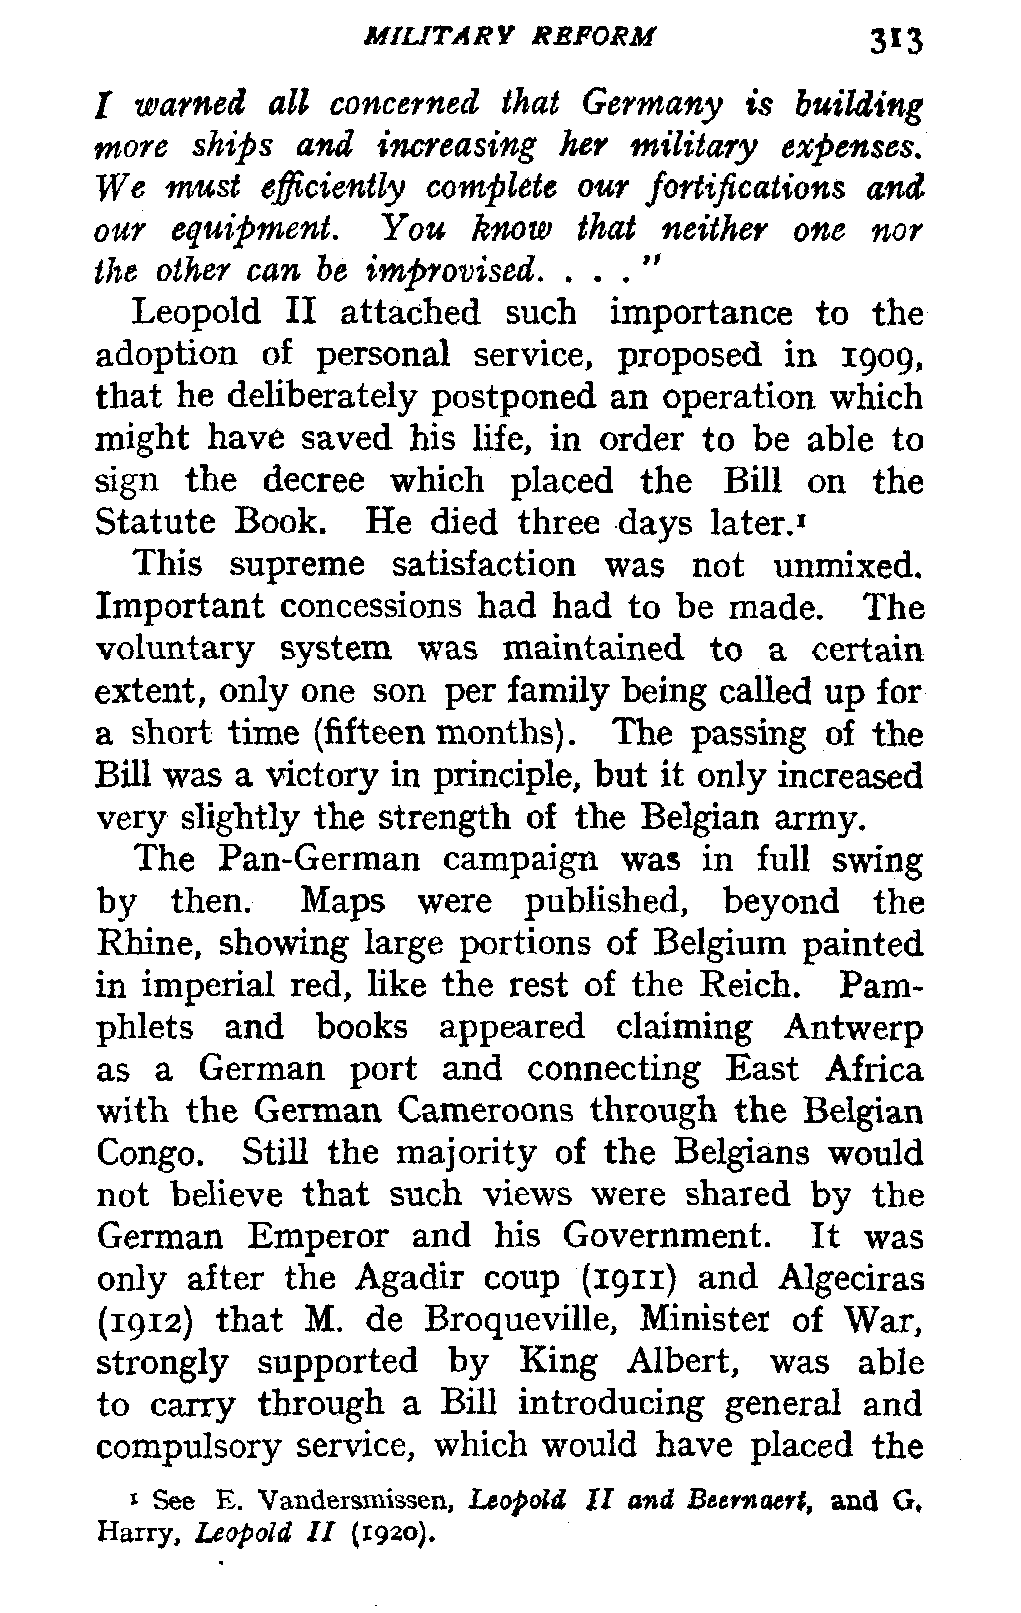 MILITARY REFORM 313
I warned all concerned that Germany is building
more ships and increasing her military expenses.
We must efficiently complete our fortifications and
our equipment. You know that neither one nor
the other can be improvised. . . . "
Leopold II attached such importance to the
adoption of personal service, proposed in 1909,
that he deliberately postponed an operation which
might have saved his life, in order to be able to
sign the decree which placed the Bill on the
Statute Book. He died three days later.¹
This supreme satisfaction was not unmixed.
Important concessions had had to be made. The
voluntary system was maintained to a certain
extent, only one son per family being called up for
a short time (fifteen months). The passing of the
Bill was a victory in principle, but it only increased
very slightly the strength of the Belgian army.
The Pan-German campaign was in full swing
by then. Maps were published, beyond the
Rhine, showing large portions of Belgium painted
in imperial red, like the rest of the Reich. Pam-
phlets and books appeared claiming Antwerp
as a German port and connecting East Africa
with the German Cameroons through the Belgian
Congo. Still the majority of the Belgians would
not believe that such views were shared by the
German Emperor and his Government. It was
only after the Agadir coup (1911) and Algeciras
(1912) that M. de Broqueville, Minister of War,
strongly supported by King Albert, was able
to carry through a Bill introducing general and
compulsory service, which would have placed the
¹ See E. Vandersmissen, Leopold II and Beernaert, and G.
Harry, Leopold II (1920).